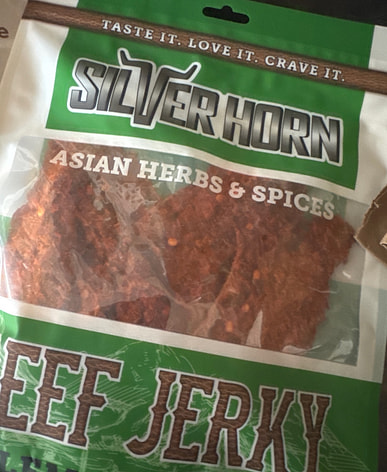 TASTE IT. LOVE IT. CRAVE IT.
SILVER HORN
ASIAN HERBS & SPICES
EEF JERKY